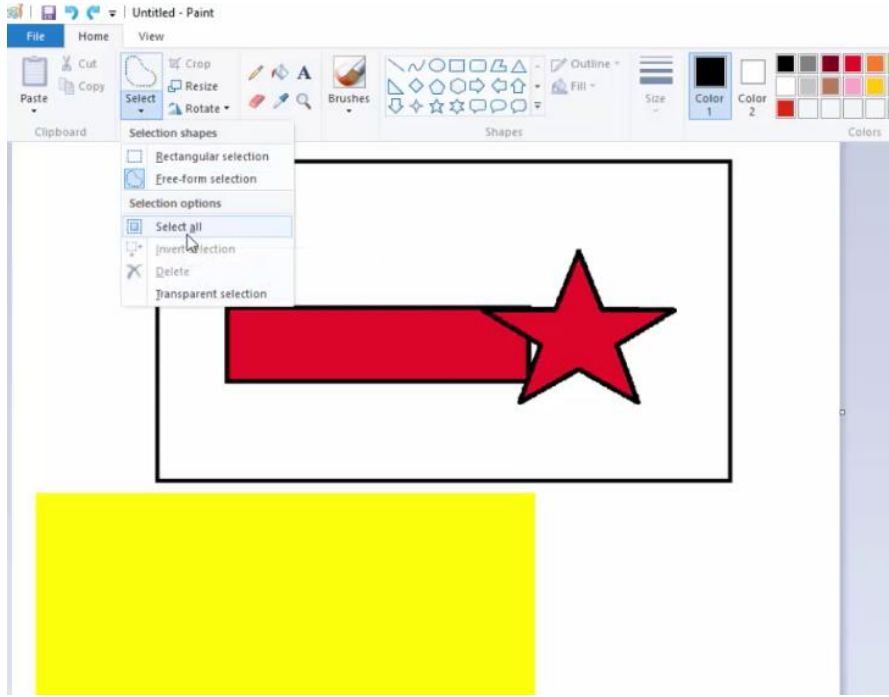 Untitled - Paint
File Home View
Cut
Copy
Paste
Clipboard
Select
Crop
Resize
Rotate
Brushes
Shapes
Outline
Fill
Size
Color 1
Color 2
Colors
Selection shapes
Rectangular selection
Free-form selection
Selection options
Select all
Invert selection
Delete
Transparent selection